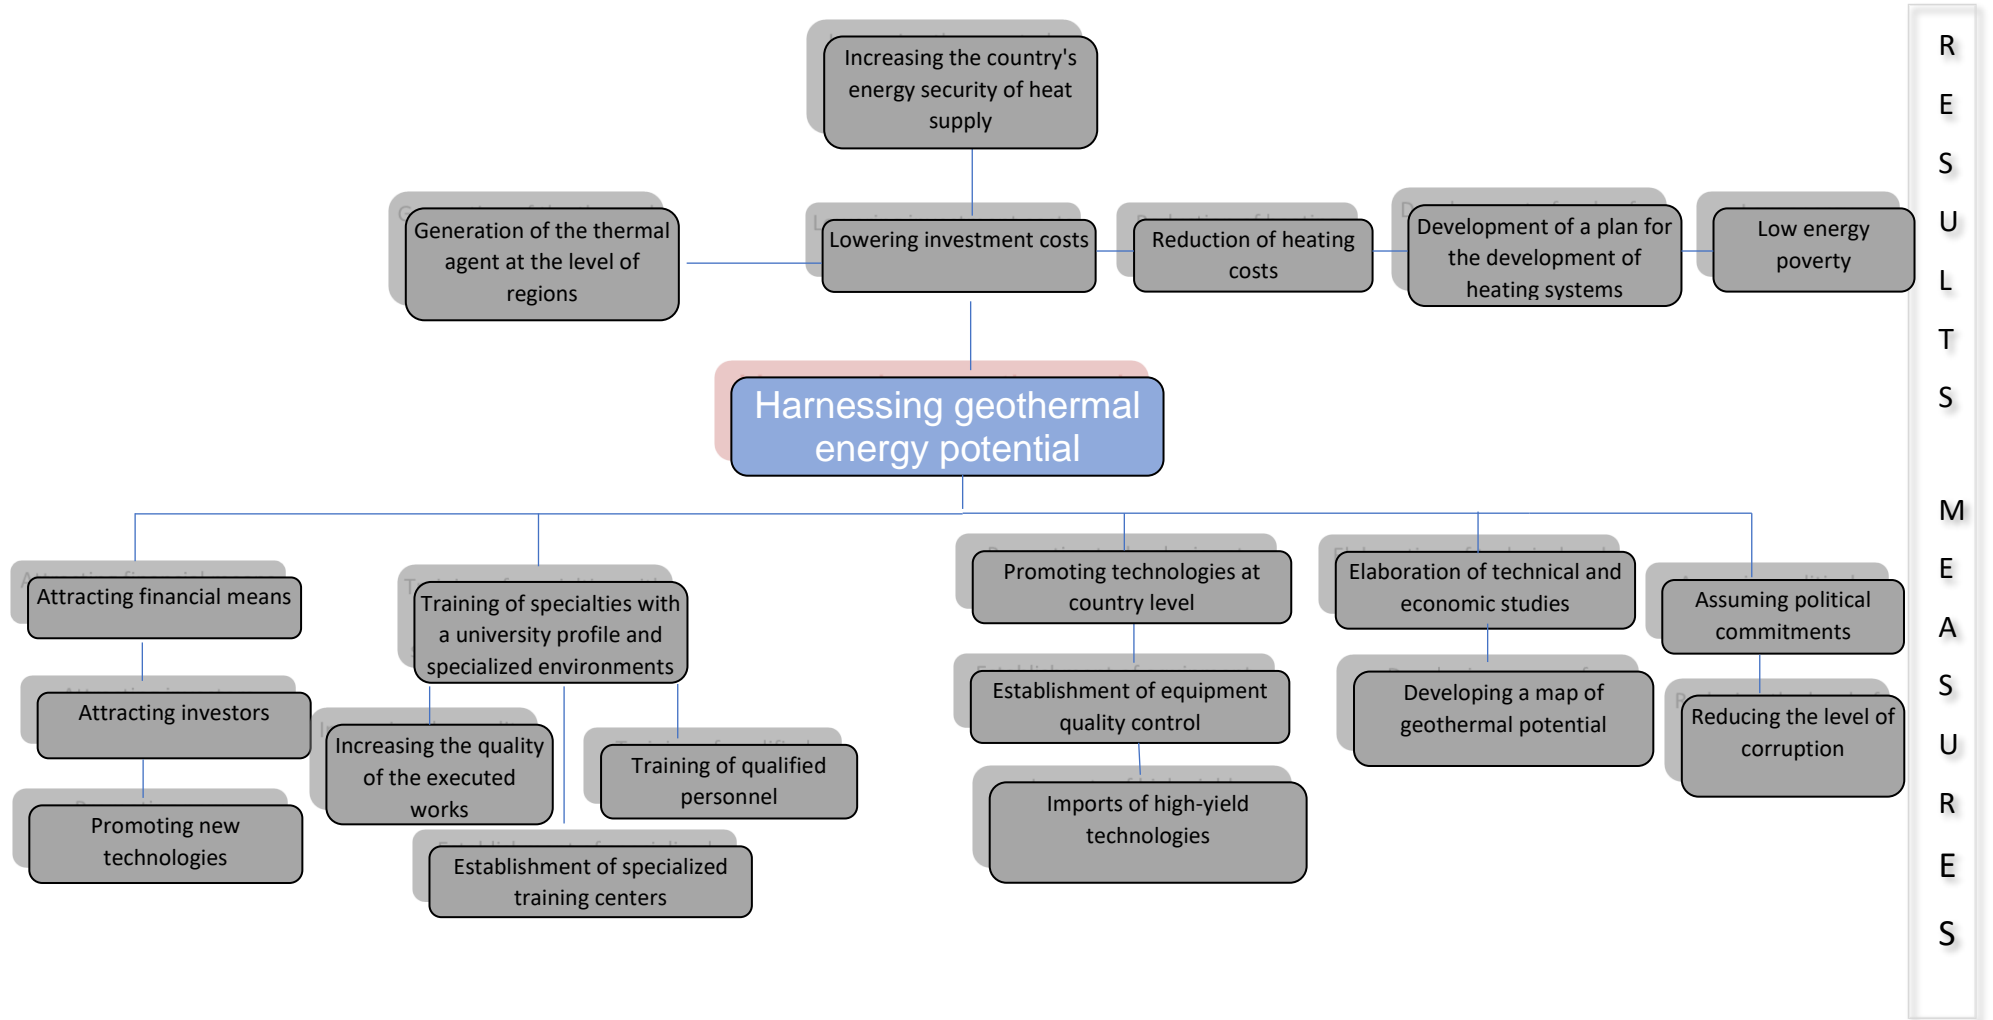 Increasing the country's
energy security of heat
supply
Generation of the thermal
agent at the level of
regions
Lowering investment costs
Reduction of heating
costs
Development of a plan for
the development of
heating systems
Low energy
poverty
Harnessing geothermal
energy potential
Attracting financial means
Attracting investors
Promoting new
technologies
Training of specialties with
a university profile and
specialized environments
Increasing the quality
of the executed
works
Establishment of specialized
training centers
Training of qualified
personnel
Promoting technologies at
country level
Establishment of equipment
quality control
Imports of high-yield
technologies
Elaboration of technical and
economic studies
Developing a map of
geothermal potential
Assuming political
commitments
Reducing the level of
corruption
R
E
S
U
L
T
S
M
E
A
S
U
R
E
S